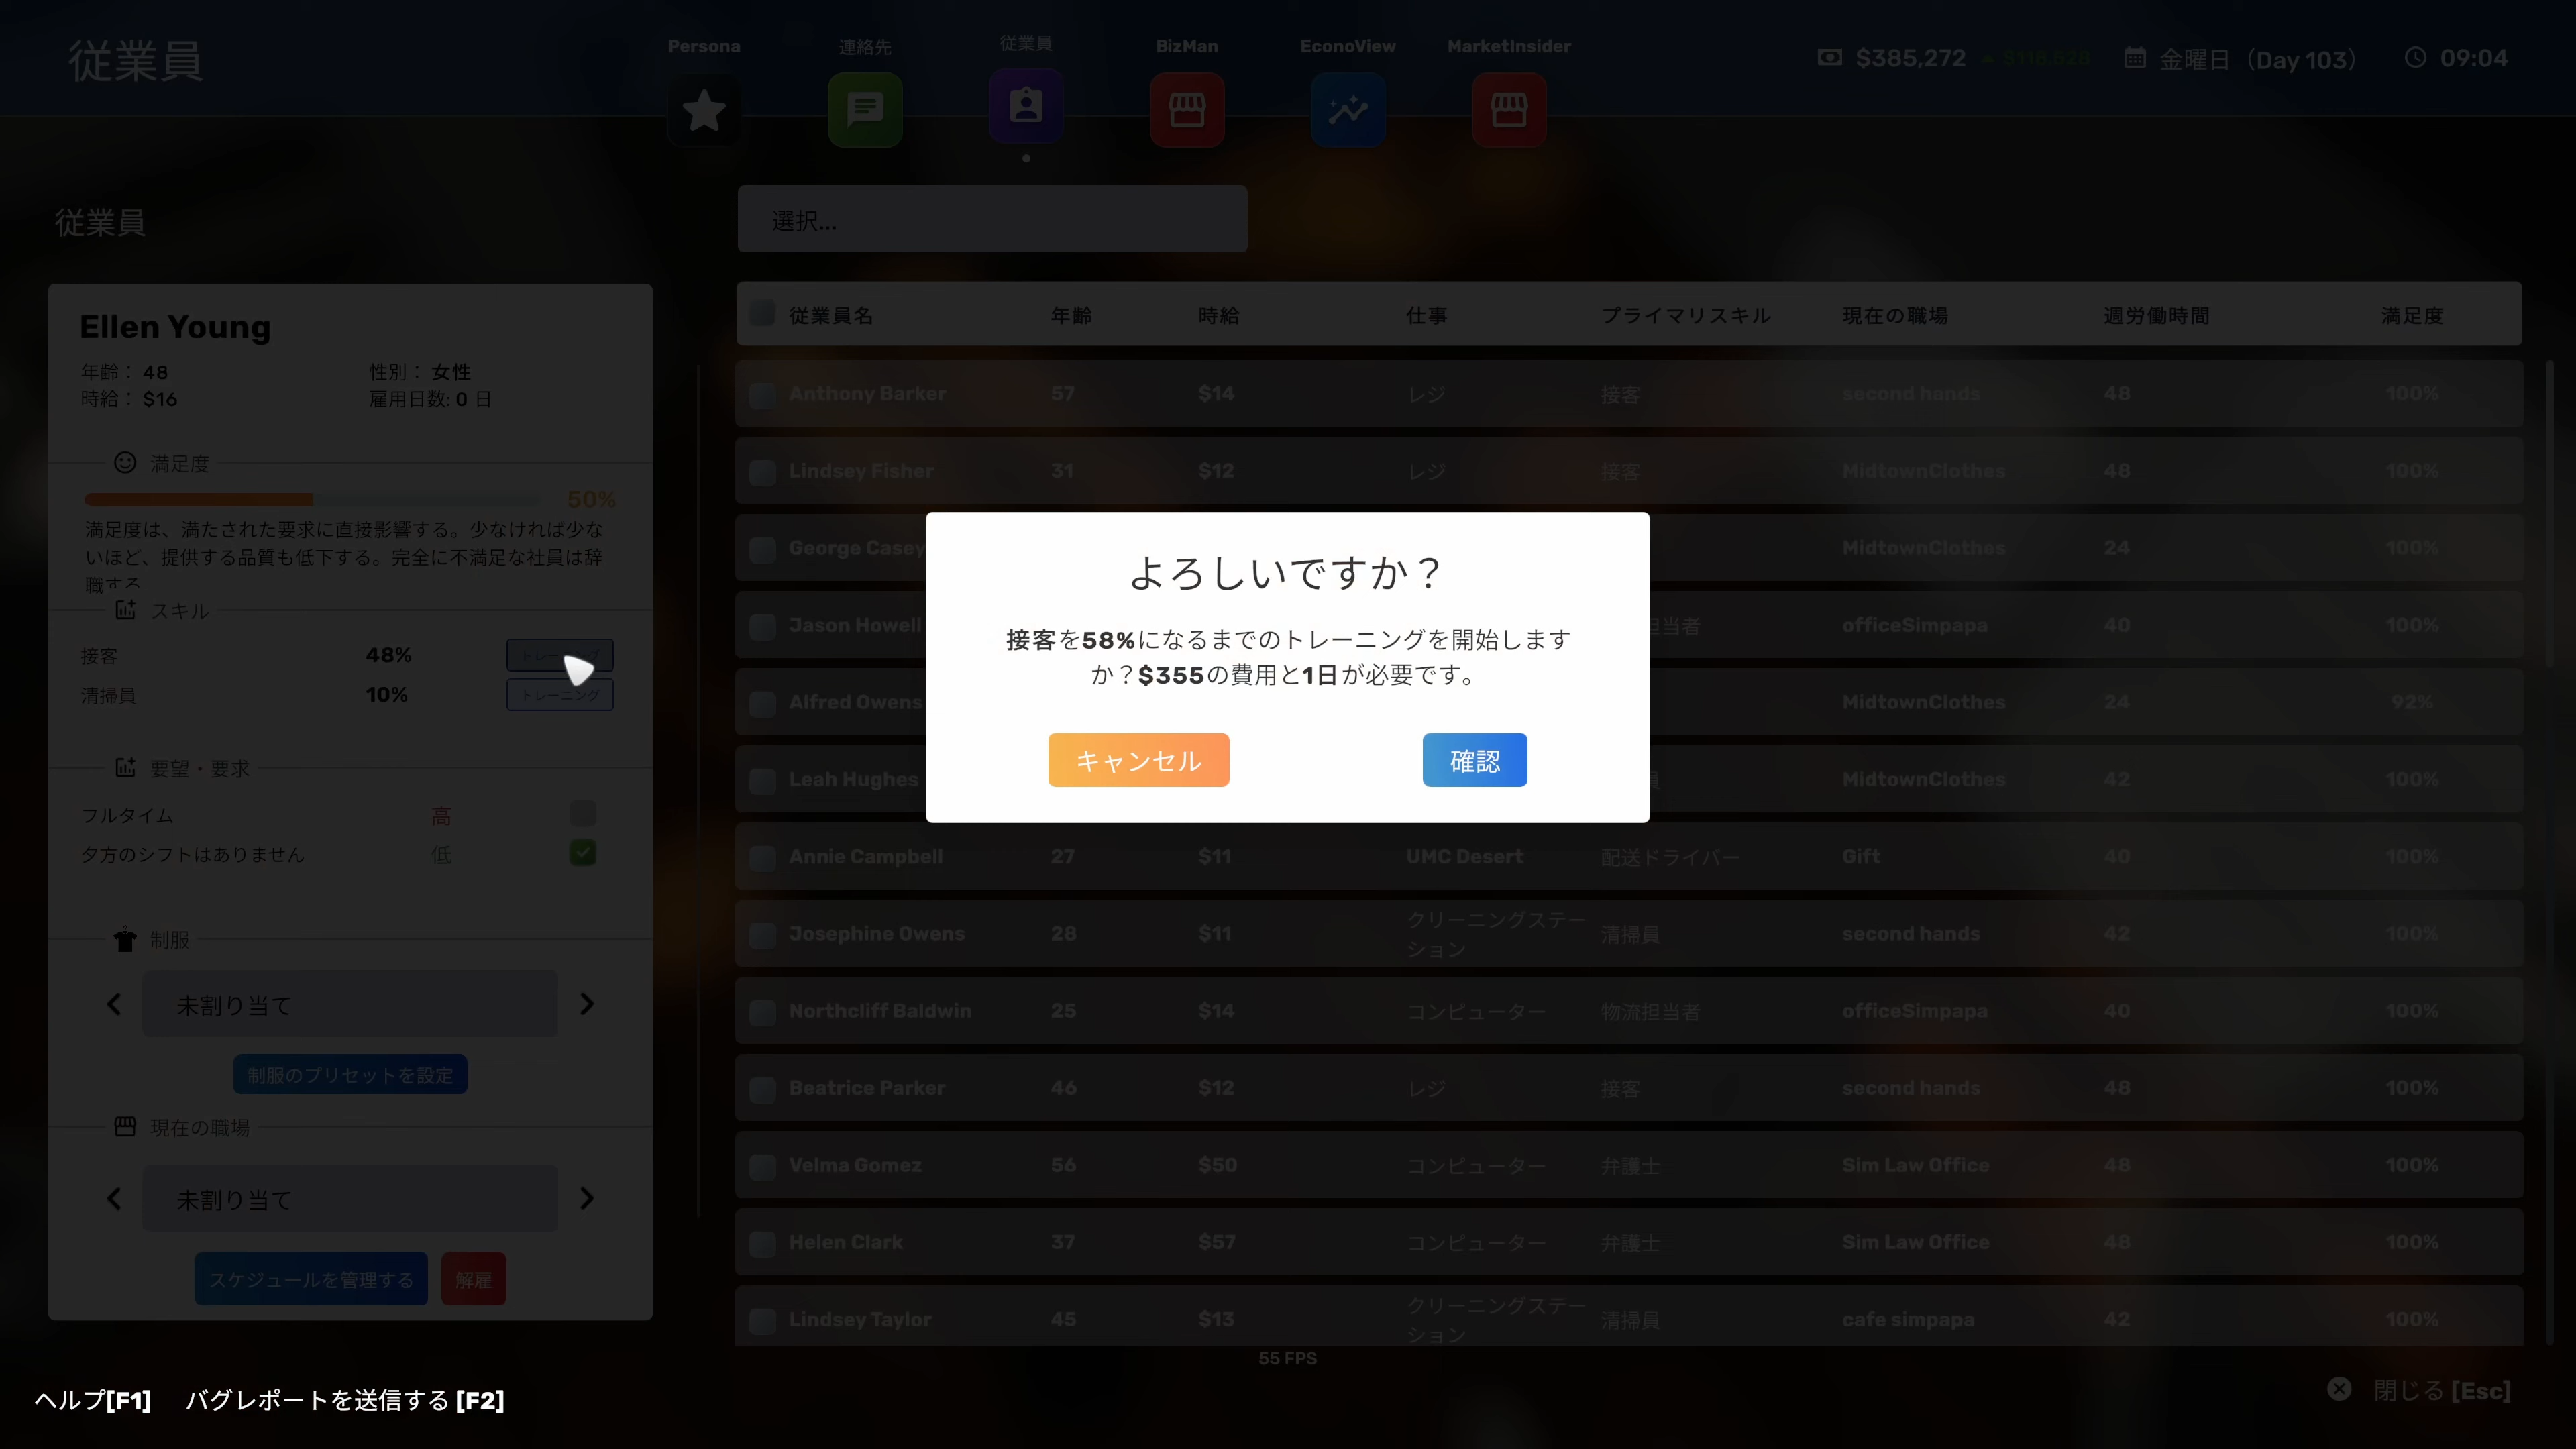 従業員
Persona
連絡先
従業員
BizMan
EconoView
MarketInsider
$385,272
金曜日（Day 103）
09:04
従業員
選択...
Ellen Young
年齢： 48
性別： 女性
時給： $16
雇用日数: 0 日
満足度
50%
満足度は、満たされた要求に直接影響する。少なければ少な
いほど、提供する品質も低下する。完全に不満足な社員は辞
職する
スキル
接客 48%
清掃員 10% トレーニング
要望・要求
フルタイム 高
夕方のシフトはありません 低
制服
未割り当て
制服のプリセットを設定
現在の職場
未割り当て
スケジュールを管理する 解雇
従業員名 年齢 時給 仕事 プライマリスキル 現在の職場 週労働時間 満足度
Anthony Barker 57 $14 レジ 接客 second hands 48 100%
Lindsey Fisher 31 $12 レジ 接客 MidtownClothes 48 100%
George Casey MidtownClothes 24 100%
Jason Howell 担当者 officeSimpapa 40 100%
Alfred Owens MidtownClothes 24 92%
Leah Hughes 員 MidtownClothes 42 100%
Annie Campbell 27 $11 UMC Desert 配送ドライバー Gift 40 100%
Josephine Owens 28 $11 クリーニングステー
ション 清掃員 second hands 42 100%
Northcliff Baldwin 25 $14 コンピューター 物流担当者 officeSimpapa 40 100%
Beatrice Parker 46 $12 レジ 接客 second hands 48 100%
Velma Gomez 56 $50 コンピューター 弁護士 Sim Law Office 48 100%
Helen Clark 37 $57 コンピューター 弁護士 Sim Law Office 48 100%
Lindsey Taylor 45 $13 クリーニングステー
ション 清掃員 cafe simpapa 42 100%
よろしいですか？
接客を58%になるまでのトレーニングを開始します
か？$355の費用と1日が必要です。
キャンセル 確認
55 FPS
ヘルプ[F1] バグレポートを送信する [F2]
閉じる [Esc]